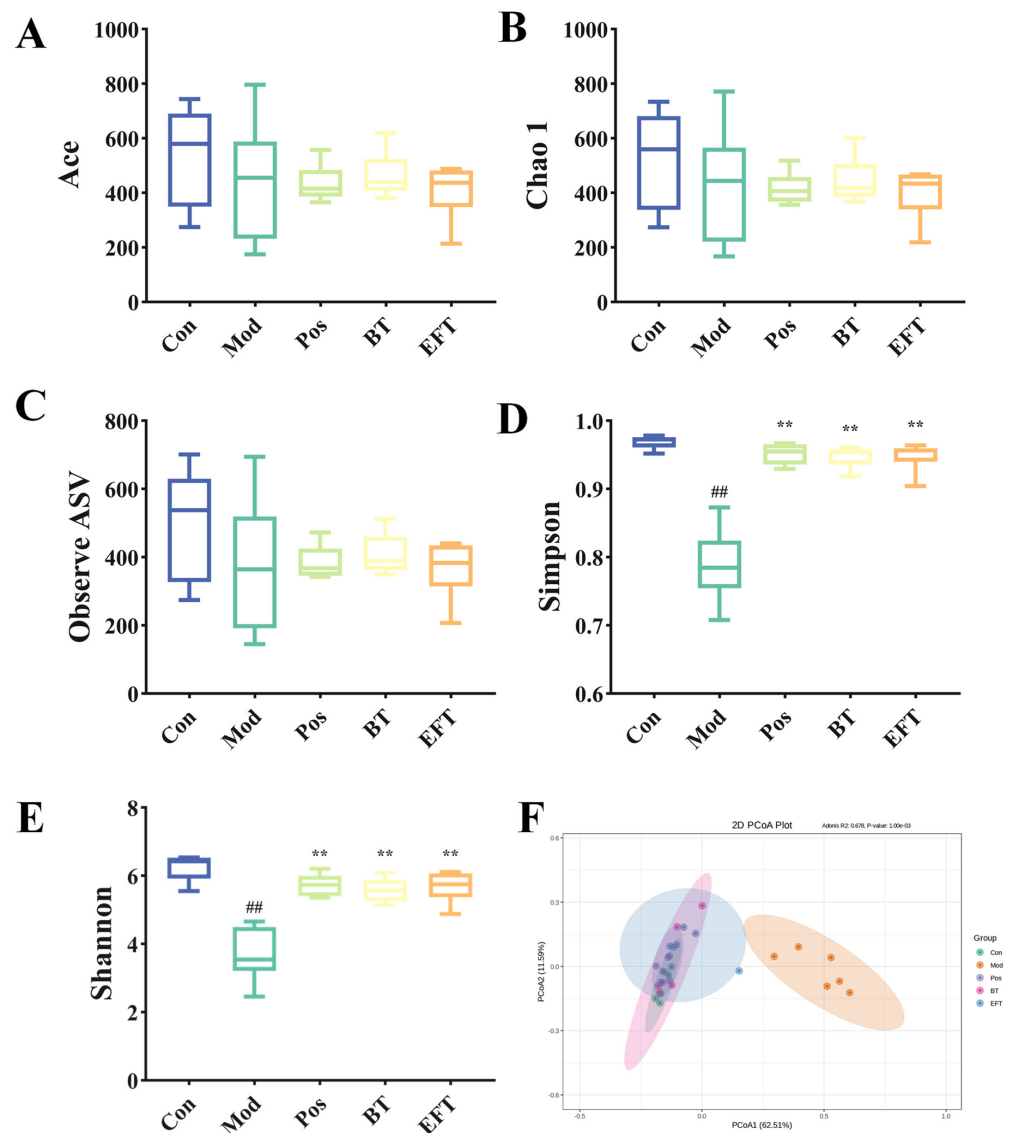 A
Ace
1000
800
600
400
200
0
Con Mod Pos BT EFT
B
Chao 1
1000
800
600
400
200
0
Con Mod Pos BT EFT
C
Observe ASV
800
600
400
200
0
Con Mod Pos BT EFT
D
Simpson
1.0
0.9
0.8
0.7
0.6
##
** ** **
Con Mod Pos BT EFT
E
Shannon
8
6
4
2
0
##
** ** **
Con Mod Pos BT EFT
F
2D PCoA Plot
Adonis R2: 0.678, P-value: 1.00e-03
PCoA2 (11.59%)
0.6
0.3
0.0
-0.3
-0.6
-0.5 0.0 0.5 1.0
PCoA1 (62.51%)
Group
Con
Mod
Pos
BT
EFT